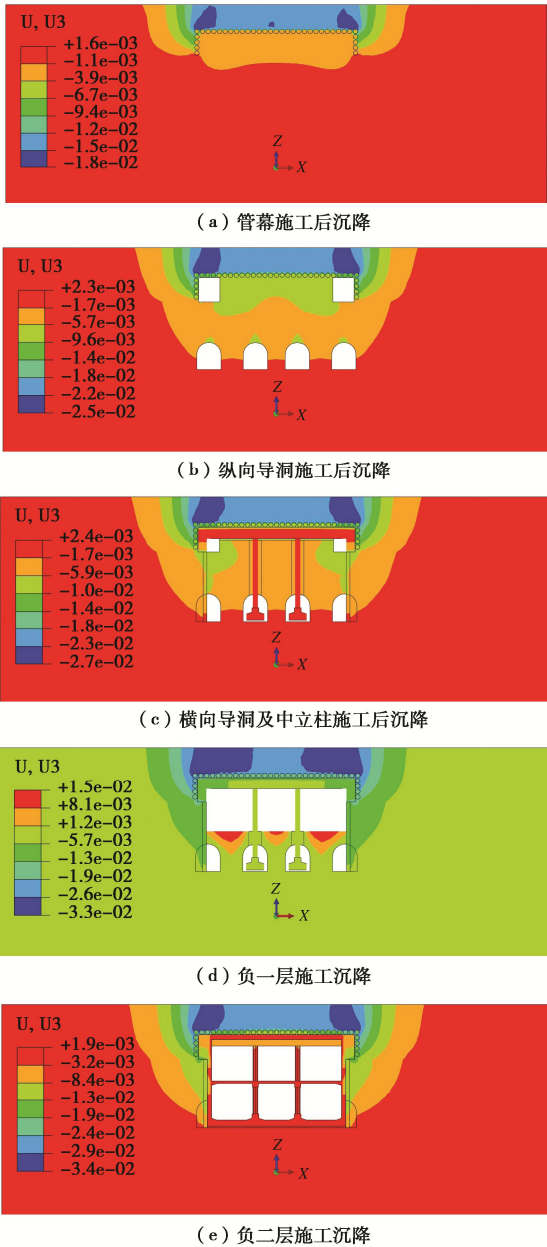 U, U3
+1.6e-03
-1.1e-03
-3.9e-03
-6.7e-03
-9.4e-03
-1.2e-02
-1.5e-02
-1.8e-02
Z
X
(a)管幕施工后沉降
U, U3
+2.3e-03
-1.7e-03
-5.7e-03
-9.6e-03
-1.4e-02
-1.8e-02
-2.2e-02
-2.5e-02
Z
X
(b)纵向导洞施工后沉降
U, U3
+2.4e-03
-1.7e-03
-5.9e-03
-1.0e-02
-1.4e-02
-1.8e-02
-2.3e-02
-2.7e-02
Z
X
(c)横向导洞及中立柱施工后沉降
U, U3
+1.5e-02
+8.1e-03
+1.2e-03
-5.7e-03
-1.3e-02
-1.9e-02
-2.6e-02
-3.3e-02
Z
X
(d)负一层施工沉降
U, U3
+1.9e-03
-3.2e-03
-8.4e-03
-1.3e-02
-1.9e-02
-2.4e-02
-2.9e-02
-3.4e-02
Z
X
(e)负二层施工沉降